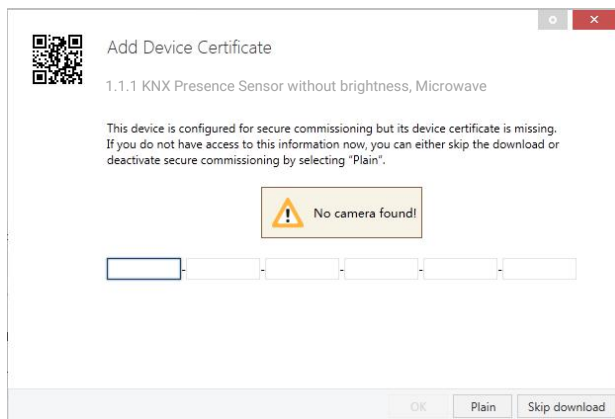 Add Device Certificate
1.1.1 KNX Presence Sensor without brightness, Microwave
This device is configured for secure commissioning but its device certificate is missing.
If you do not have access to this information now, you can either skip the download or
deactivate secure commissioning by selecting "Plain".
No camera found!
- - - - -
OK Plain Skip download